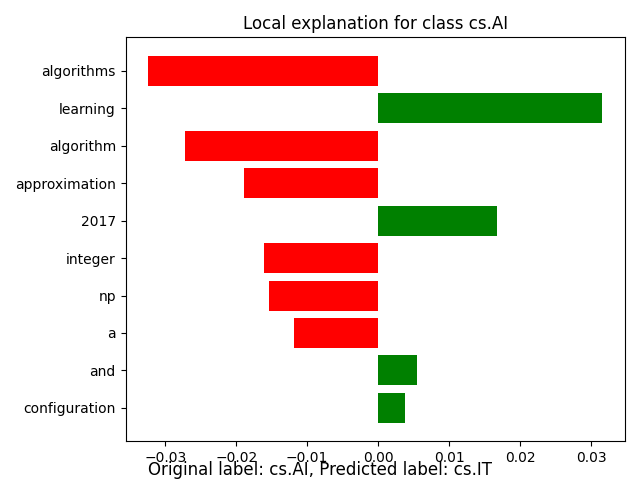 Local explanation for class cs.AI
algorithms
learning
algorithm
approximation
2017
integer
np
a
and
configuration
−0.03 −0.02 −0.01 0.00 0.01 0.02 0.03
Original label: cs.AI, Predicted label: cs.IT